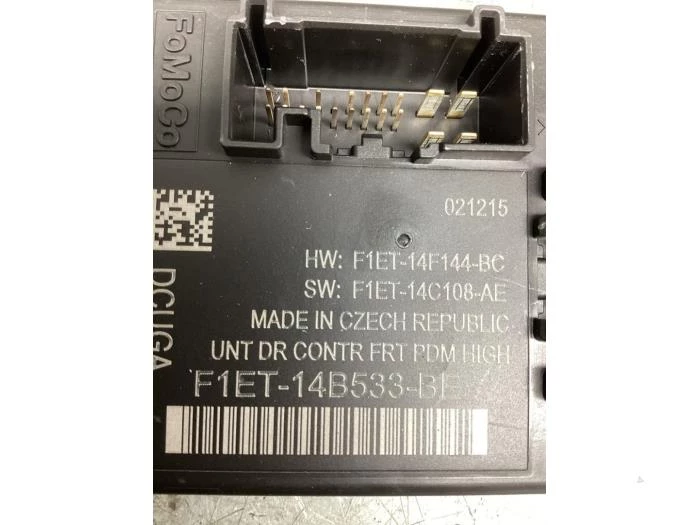 FoMoCo
021215
HW: F1ET-14F144-BC
SW: F1ET-14C108-AE
MADE IN CZECH REPUBLIC
UNT DR CONTR FRT PDM HIGH
F1ET-14B533-BE
DCUGA